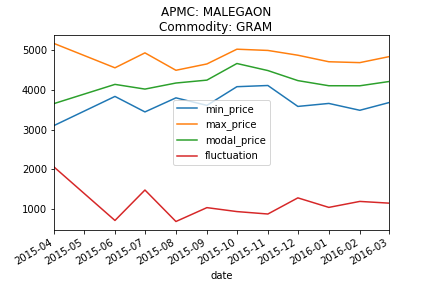 APMC: MALEGAON
Commodity: GRAM
5000
4000
3000
2000
1000
min_price
max_price
modal_price
fluctuation
2015-04
2015-05
2015-06
2015-07
2015-08
2015-09
2015-10
2015-11
2015-12
2016-01
2016-02
2016-03
date